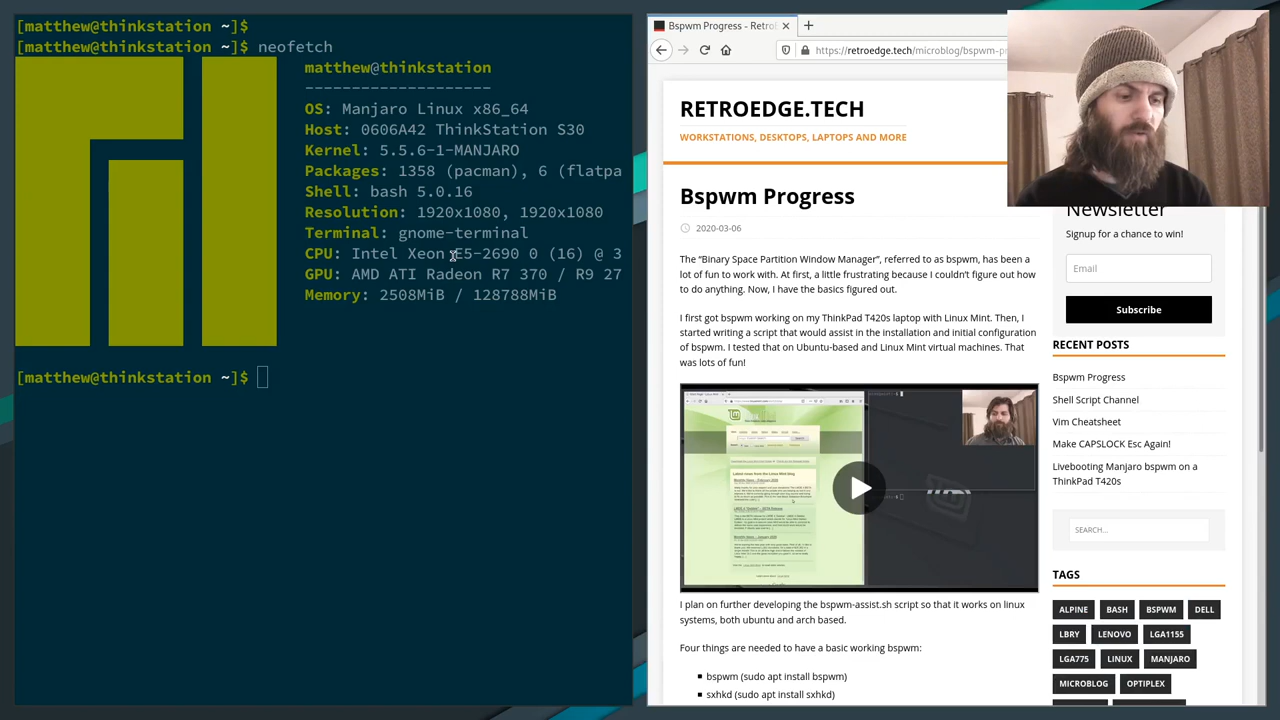 [matthew@thinkstation ~]$
[matthew@thinkstation ~]$ neofetch
matthew@thinkstation
--------------------
OS: Manjaro Linux x86_64
Host: 0606A42 ThinkStation S30
Kernel: 5.5.6-1-MANJARO
Packages: 1358 (pacman), 6 (flatpa
Shell: bash 5.0.16
Resolution: 1920x1080, 1920x1080
Terminal: gnome-terminal
CPU: Intel Xeon E5-2690 0 (16) @ 3
GPU: AMD ATI Radeon R7 370 / R9 27
Memory: 2508MiB / 128788MiB
[matthew@thinkstation ~]$
Bspwm Progress - RetroE
https://retroedge.tech/microblog/bspwm-pr
RETROEDGE.TECH
WORKSTATIONS, DESKTOPS, LAPTOPS AND MORE
Bspwm Progress
2020-03-06
The “Binary Space Partition Window Manager”, referred to as bspwm, has been a
lot of fun to work with. At first, a little frustrating because I couldn’t figure out how
to do anything. Now, I have the basics figured out.
I first got bspwm working on my ThinkPad T420s laptop with Linux Mint. Then, I
started writing a script that would assist in the installation and initial configuration
of bspwm. I tested that on Ubuntu-based and Linux Mint virtual machines. That
was lots of fun!
I plan on further developing the bspwm-assist.sh script so that it works on linux
systems, both ubuntu and arch based.
Four things are needed to have a basic working bspwm:
bspwm (sudo apt install bspwm)
sxhkd (sudo apt install sxhkd)
Newsletter
Signup for a chance to win!
Email
Subscribe
RECENT POSTS
Bspwm Progress
Shell Script Channel
Vim Cheatsheet
Make CAPSLOCK Esc Again!
Livebooting Manjaro bspwm on a
ThinkPad T420s
SEARCH...
TAGS
ALPINE BASH BSPWM DELL
LBRY LENOVO LGA1155
LGA775 LINUX MANJARO
MICROBLOG OPTIPLEX